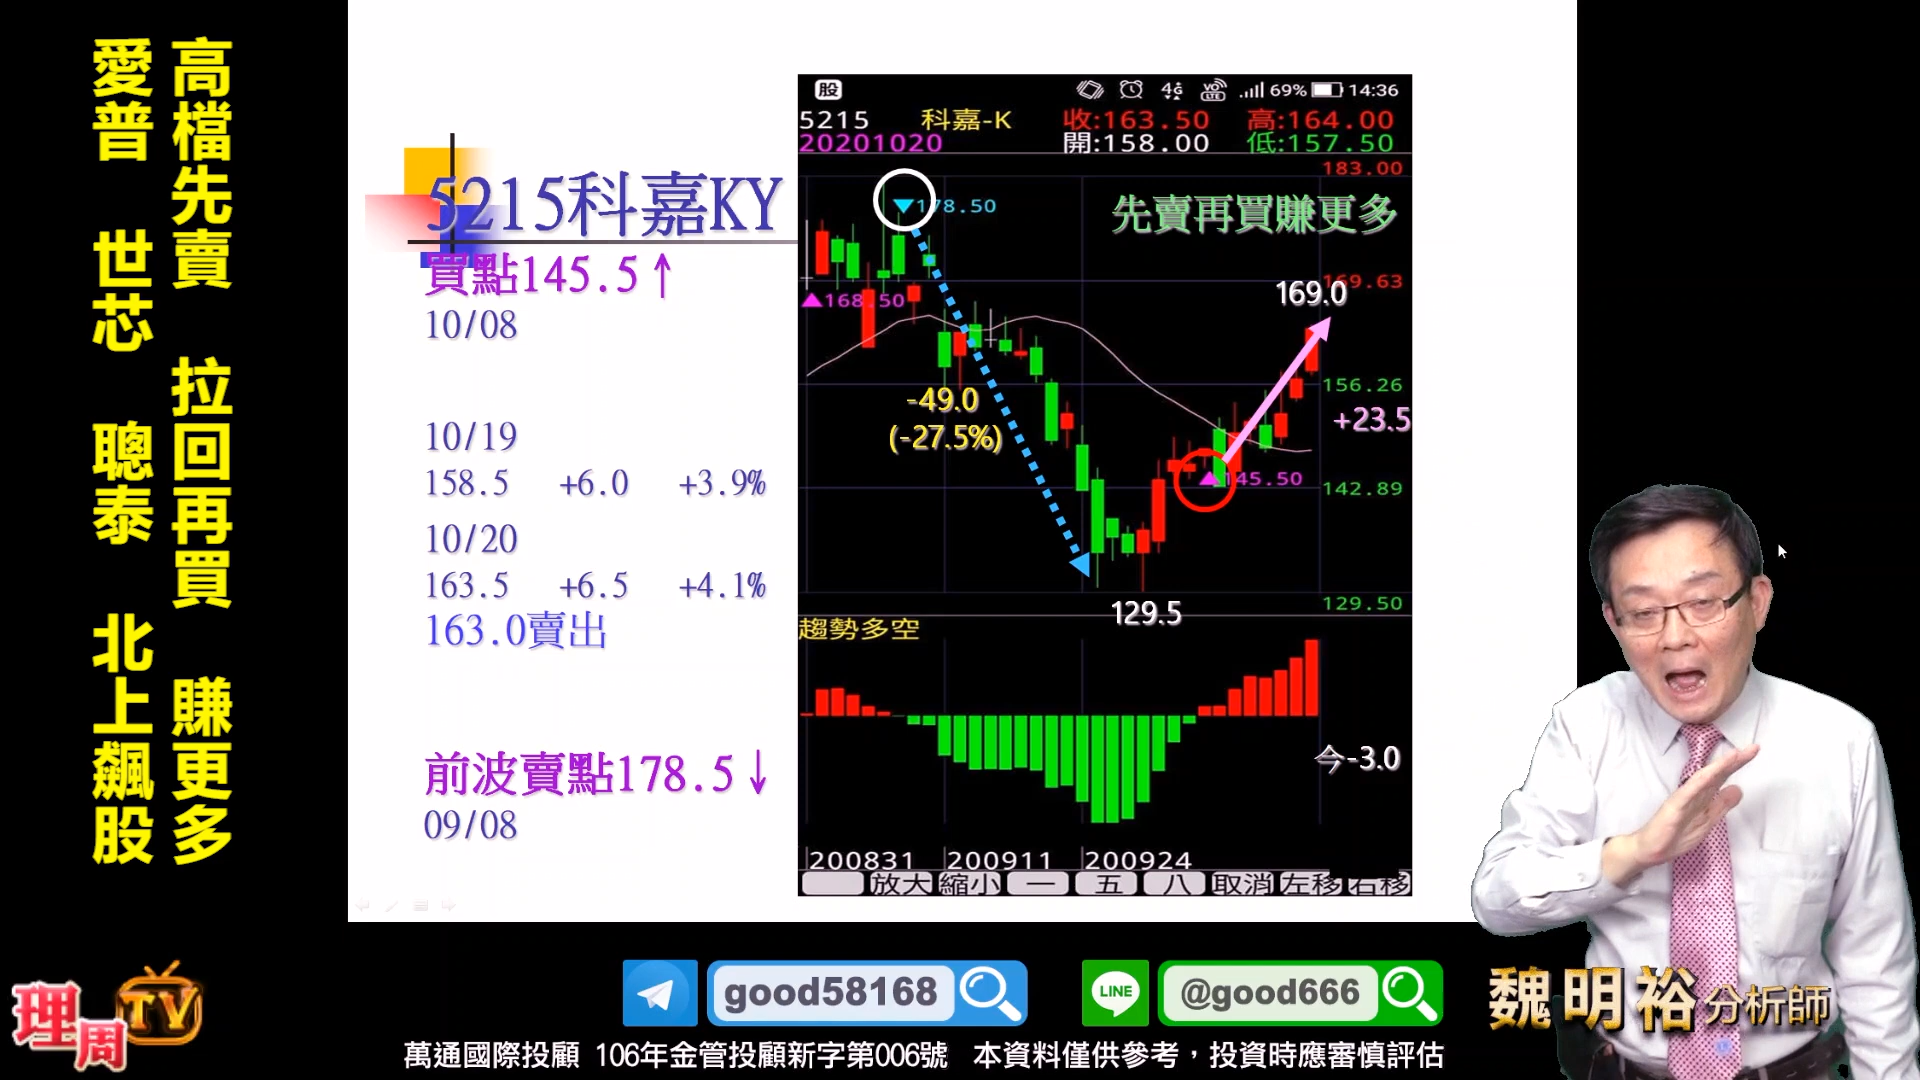 高檔先賣 拉回再買 賺更多
愛普 世芯 聰泰 北上飆股
5215科嘉KY
買點145.5↑
10/08
10/19
158.5 +6.0 +3.9%
10/20
163.5 +6.5 +4.1%
163.0賣出
前波賣點178.5↓
09/08
股 4G VO LTE 69% 14:36
5215 科嘉-K 收:163.50 高:164.00
20201020 開:158.00 低:157.50
183.00
▼178.50
先賣再買賺更多
169.63
169.0
▲168.50
156.26
-49.0
(-27.5%)
+23.5
▲145.50
142.89
129.50
129.5
趨勢多空
今-3.0
200831 200911 200924
放大 縮小 一 五 八 取消 左移 右移
理周TV
good58168
LINE @good666
魏明裕分析師
萬通國際投顧 106年金管投顧新字第006號 本資料僅供參考，投資時應審慎評估